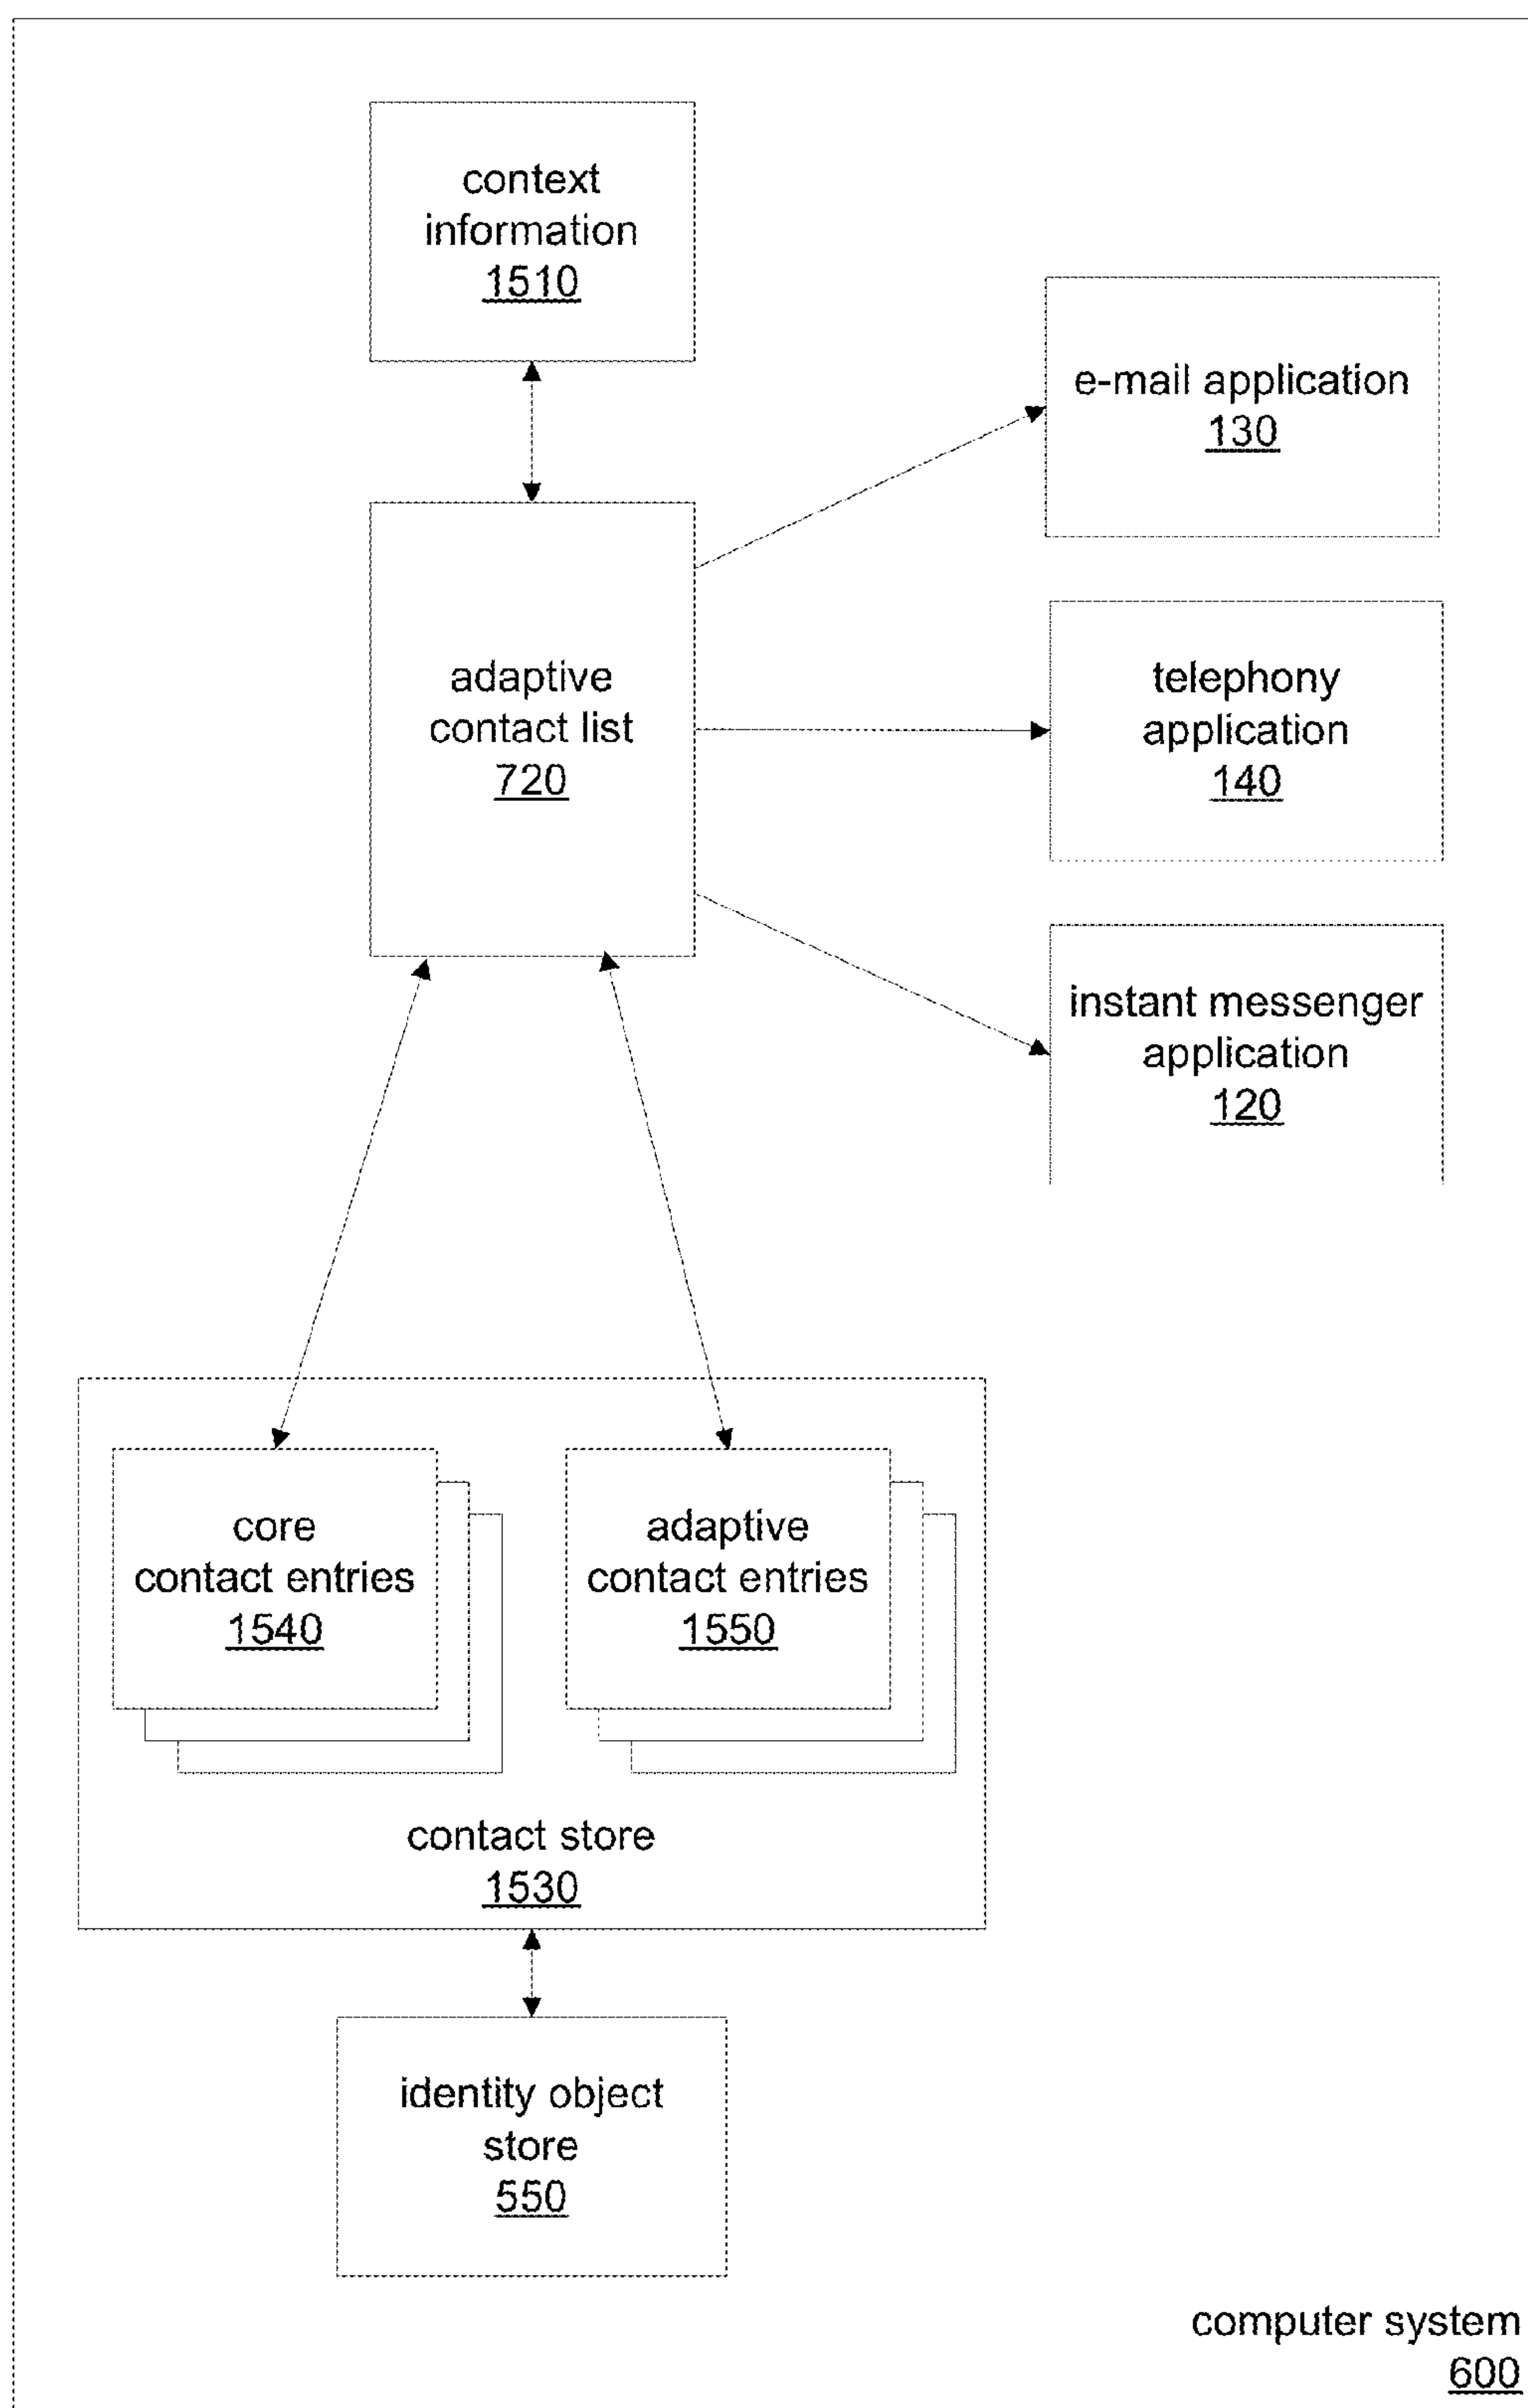 context
information
1510
e-mail application
130
adaptive
contact list
720
telephony
application
140
instant messenger
application
120
core
contact entries
1540
adaptive
contact entries
1550
contact store
1530
identity object
store
550
computer system
600